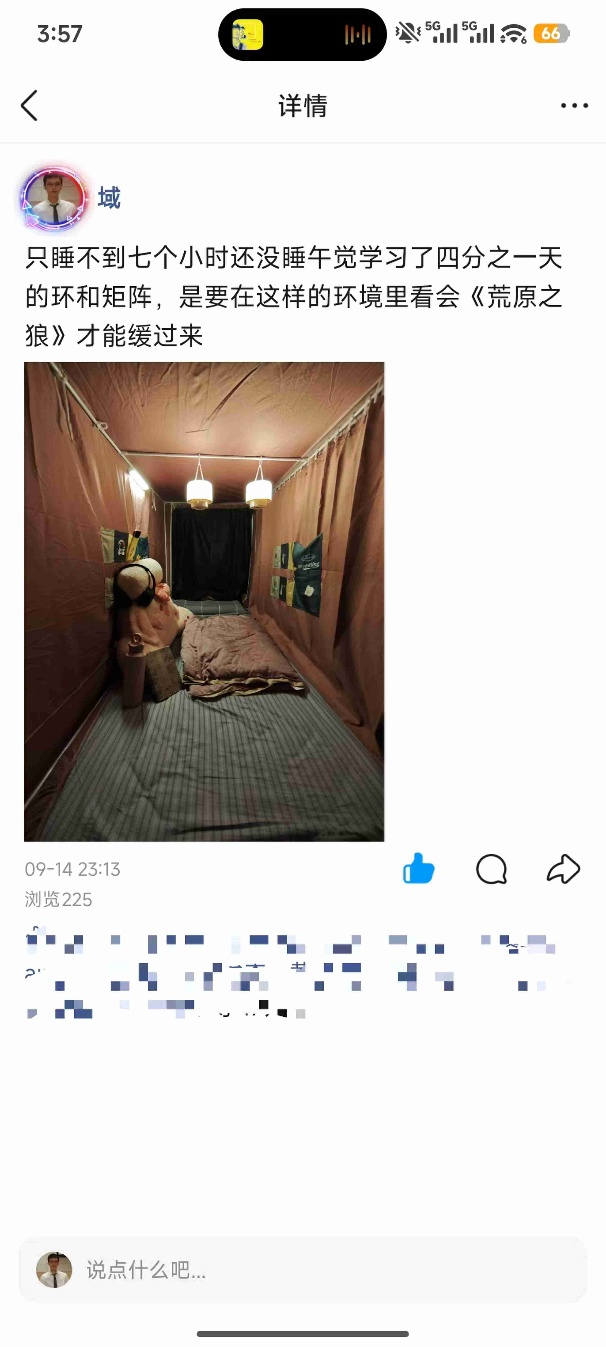 3:57
5G
5G
6
66
详情
域
只睡不到七个小时还没睡午觉学习了四分之一天
的环和矩阵，是要在这样的环境里看会《荒原之
狼》才能缓过来
09-14 23:13
浏览225
说点什么吧...